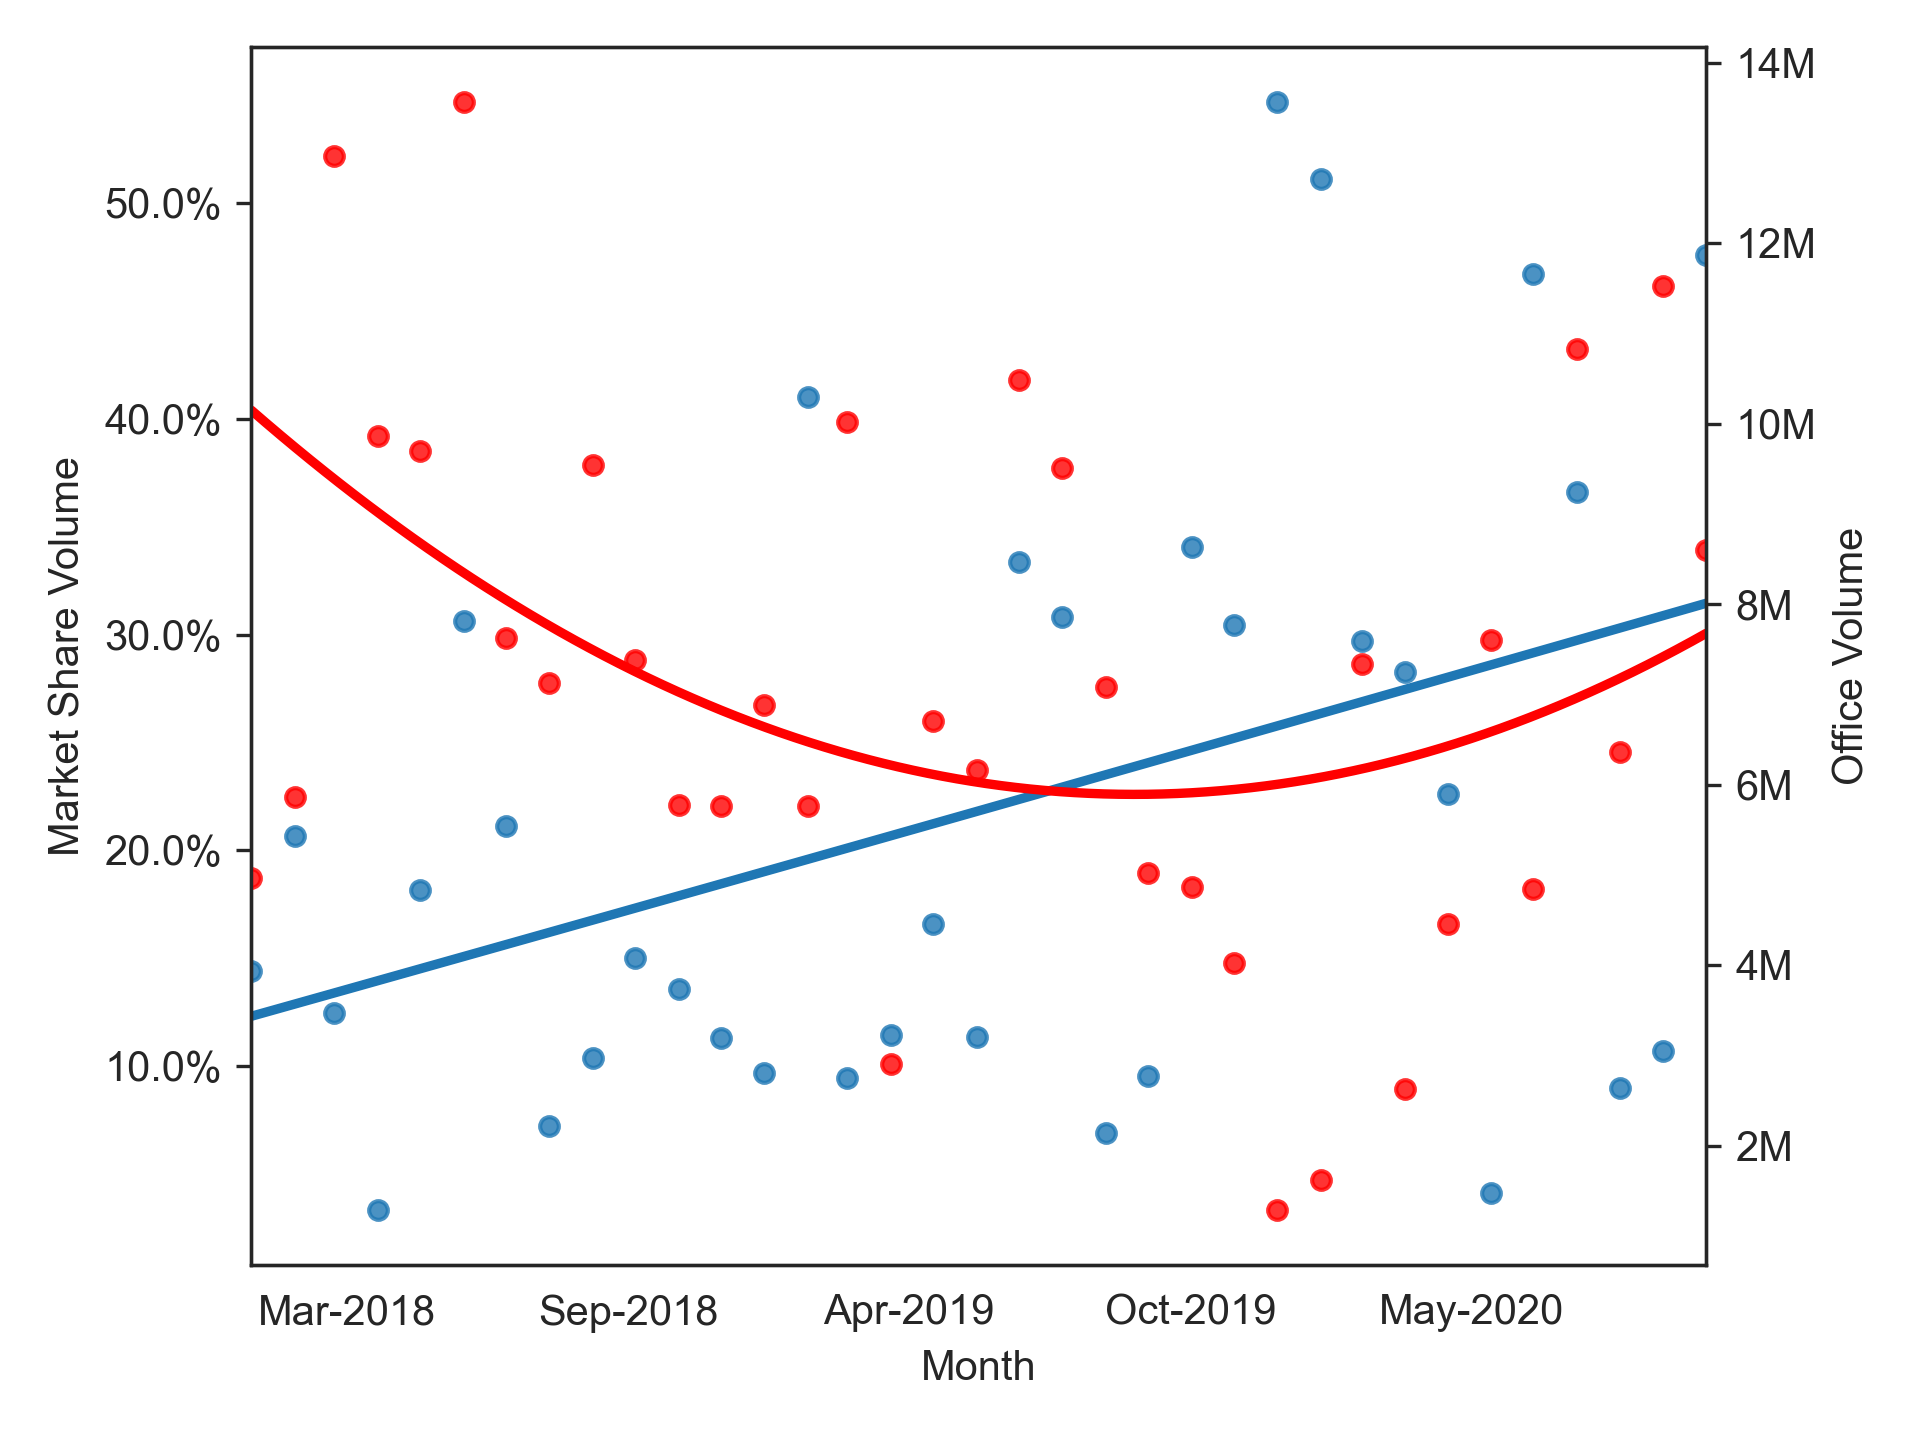 Market Share Volume
50.0%
40.0%
30.0%
20.0%
10.0%
14M
12M
10M
8M
6M
4M
2M
Office Volume
Mar-2018
Sep-2018
Apr-2019
Oct-2019
May-2020
Month